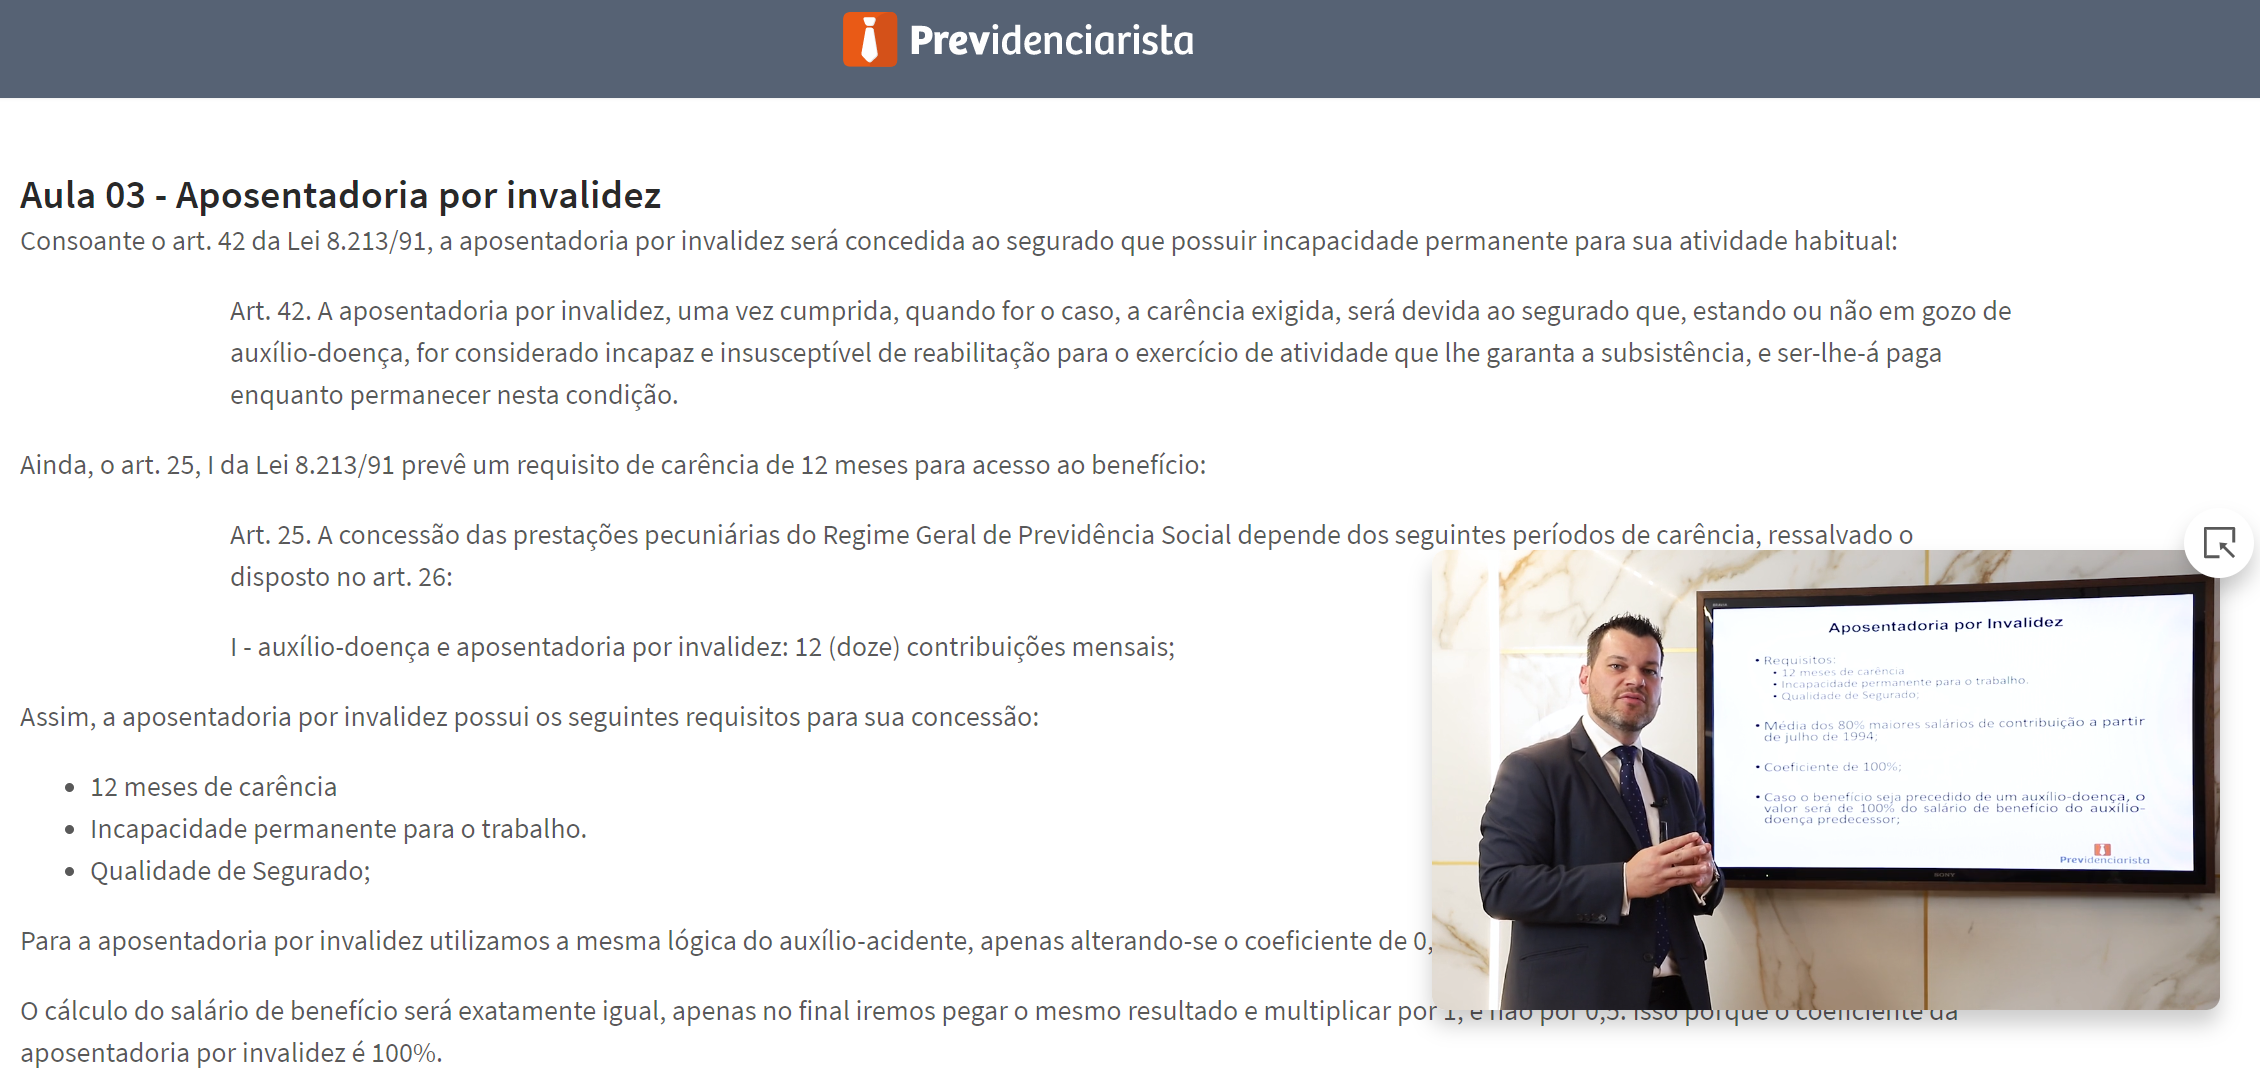 Previdenciarista
Aula 03 - Aposentadoria por invalidez
Consoante o art. 42 da Lei 8.213/91, a aposentadoria por invalidez será concedida ao segurado que possuir incapacidade permanente para sua atividade habitual:
Art. 42. A aposentadoria por invalidez, uma vez cumprida, quando for o caso, a carência exigida, será devida ao segurado que, estando ou não em gozo de
auxílio-doença, for considerado incapaz e insusceptível de reabilitação para o exercício de atividade que lhe garanta a subsistência, e ser-lhe-á paga
enquanto permanecer nesta condição.
Ainda, o art. 25, I da Lei 8.213/91 prevê um requisito de carência de 12 meses para acesso ao benefício:
Art. 25. A concessão das prestações pecuniárias do Regime Geral de Previdência Social depende dos seguintes períodos de carência, ressalvado o
disposto no art. 26:
I - auxílio-doença e aposentadoria por invalidez: 12 (doze) contribuições mensais;
Assim, a aposentadoria por invalidez possui os seguintes requisitos para sua concessão:
• 12 meses de carência
• Incapacidade permanente para o trabalho.
• Qualidade de Segurado;
Para a aposentadoria por invalidez utilizamos a mesma lógica do auxílio-acidente, apenas alterando-se o coeficiente de 0,
O cálculo do salário de benefício será exatamente igual, apenas no final iremos pegar o mesmo resultado e multiplicar por 1, e não por 0,5. Isso porque o coeficiente da
aposentadoria por invalidez é 100%.
Aposentadoria por Invalidez
• Requisitos:
• 12 meses de carência
• Incapacidade permanente para o trabalho.
• Qualidade de Segurado;
• Média dos 80% maiores salários de contribuição a partir
de julho de 1994;
• Coeficiente de 100%;
• Caso o benefício seja precedido de um auxílio-doença, o
valor será de 100% do salário de benefício do auxílio-
doença predecessor;
Previdenciarista
SONY